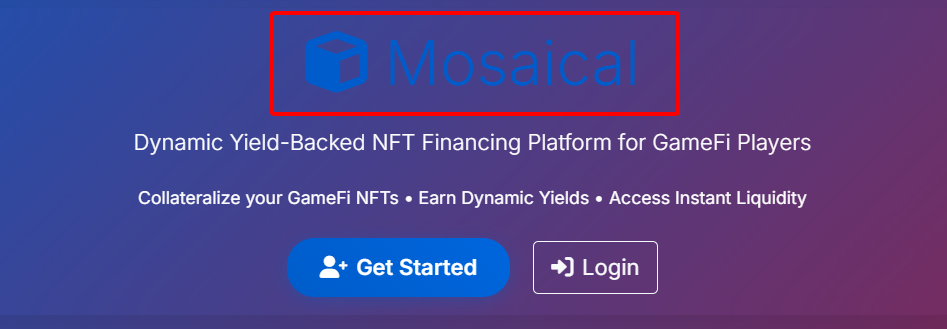 Mosaical
Dynamic Yield-Backed NFT Financing Platform for GameFi Players
Collateralize your GameFi NFTs • Earn Dynamic Yields • Access Instant Liquidity
Get Started
Login